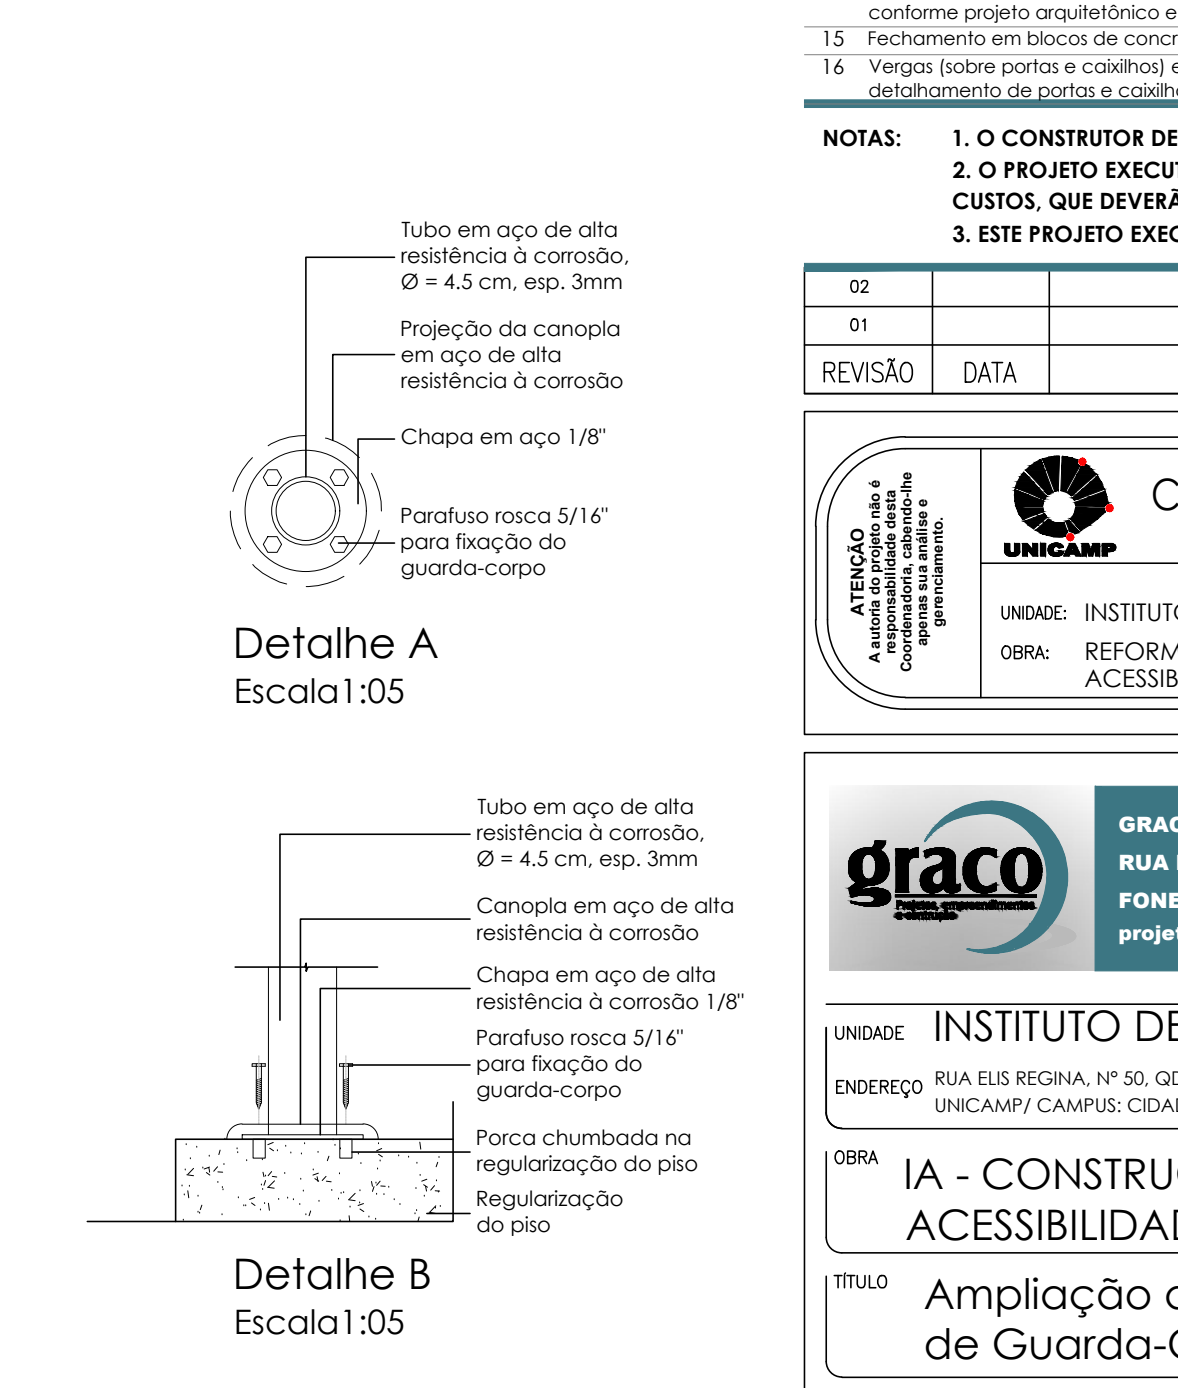 conforme projeto arquitetônico e
15 Fechamento em blocos de concr
16 Vergas (sobre portas e caixilhos) e
detalhamento de portas e caixilh
NOTAS: 1. O CONSTRUTOR DE
2. O PROJETO EXECUT
CUSTOS, QUE DEVERÃ
3. ESTE PROJETO EXEC
02
01
REVISÃO DATA
ATENÇÃO
A autoria do projeto não é
responsabilidade desta
Coordenadoria, cabendo-lhe
apenas sua análise e
gerenciamento.
UNICAMP
C
UNIDADE: INSTITUTO
OBRA: REFORM
ACESSIB
graco
Projetos, empreendimentos
GRAC
RUA
FONE
projet
UNIDADE INSTITUTO DE
ENDEREÇO RUA ELIS REGINA, Nº 50, QD
UNICAMP/ CAMPUS: CIDAD
OBRA IA - CONSTRUÇ
ACESSIBILIDAD
TÍTULO Ampliação d
de Guarda-C
Tubo em aço de alta
resistência à corrosão,
Ø = 4.5 cm, esp. 3mm
Projeção da canopla
em aço de alta
resistência à corrosão
Chapa em aço 1/8"
Parafuso rosca 5/16"
para fixação do
guarda-corpo
Detalhe A
Escala1:05
Tubo em aço de alta
resistência à corrosão,
Ø = 4.5 cm, esp. 3mm
Canopla em aço de alta
resistência à corrosão
Chapa em aço de alta
resistência à corrosão 1/8"
Parafuso rosca 5/16"
para fixação do
guarda-corpo
Porca chumbada na
regularização do piso
Regularização
do piso
Detalhe B
Escala1:05